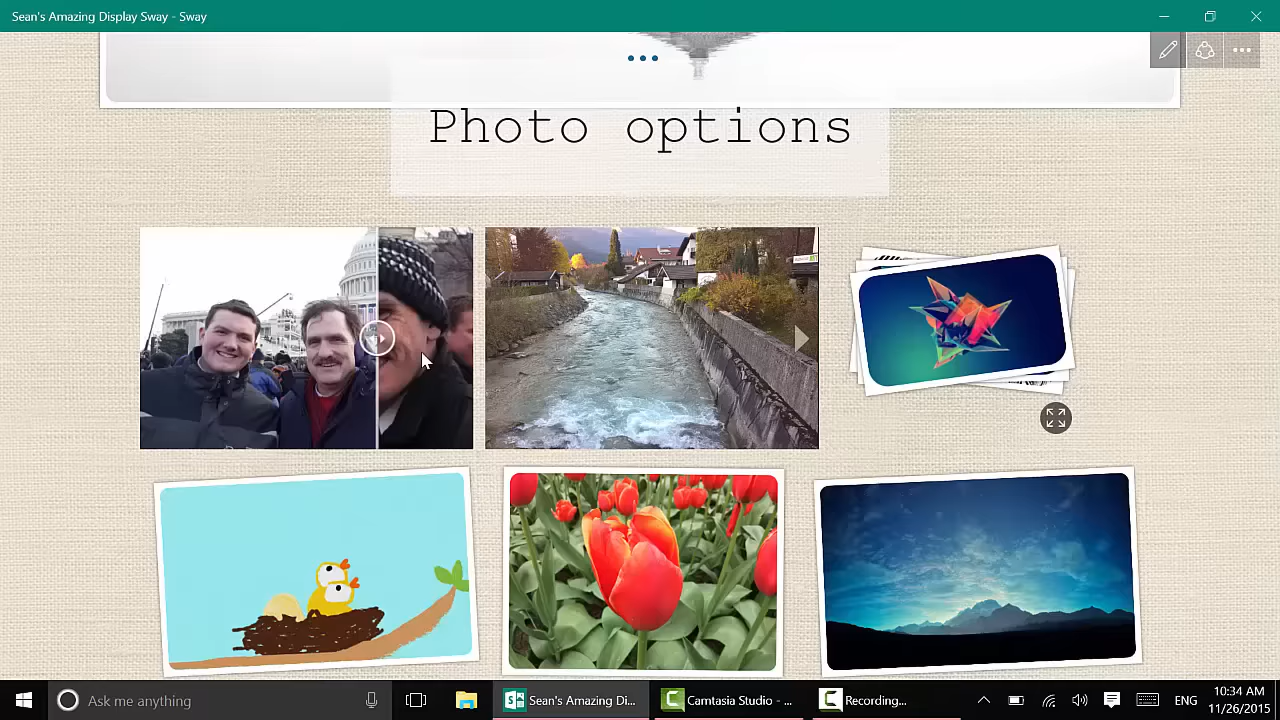 Sean's Amazing Display Sway - Sway
Photo options
Ask me anything
Sean's Amazing Di...
Camtasia Studio - ...
Recording...
ENG
10:34 AM
11/26/2015